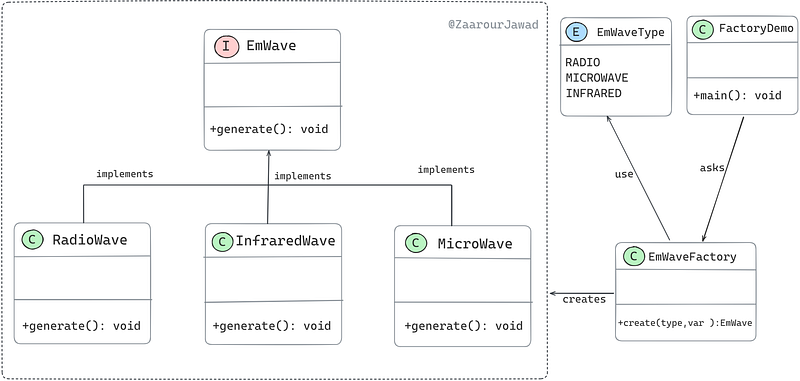 @ZaarourJawad
I EmWave
+generate(): void
implements
implements
implements
C RadioWave
+generate(): void
C InfraredWave
+generate(): void
C MicroWave
+generate(): void
E EmWaveType
RADIO
MICROWAVE
INFRARED
C FactoryDemo
+main(): void
use
asks
C EmWaveFactory
+create(type,var ):EmWave
creates